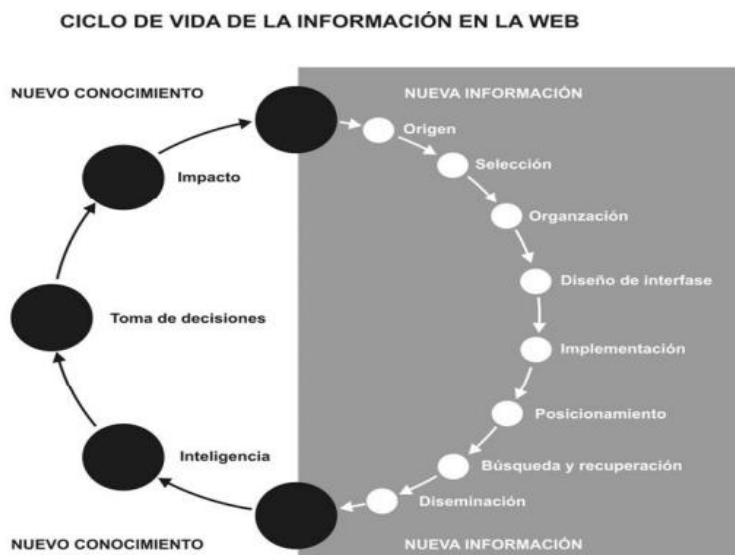 CICLO DE VIDA DE LA INFORMACIÓN EN LA WEB
NUEVO CONOCIMIENTO
NUEVA INFORMACIÓN
Origen
Selección
Organzación
Diseño de interfase
Implementación
Posicionamiento
Búsqueda y recuperación
Diseminación
Impacto
Toma de decisiones
Inteligencia
NUEVO CONOCIMIENTO
NUEVA INFORMACIÓN